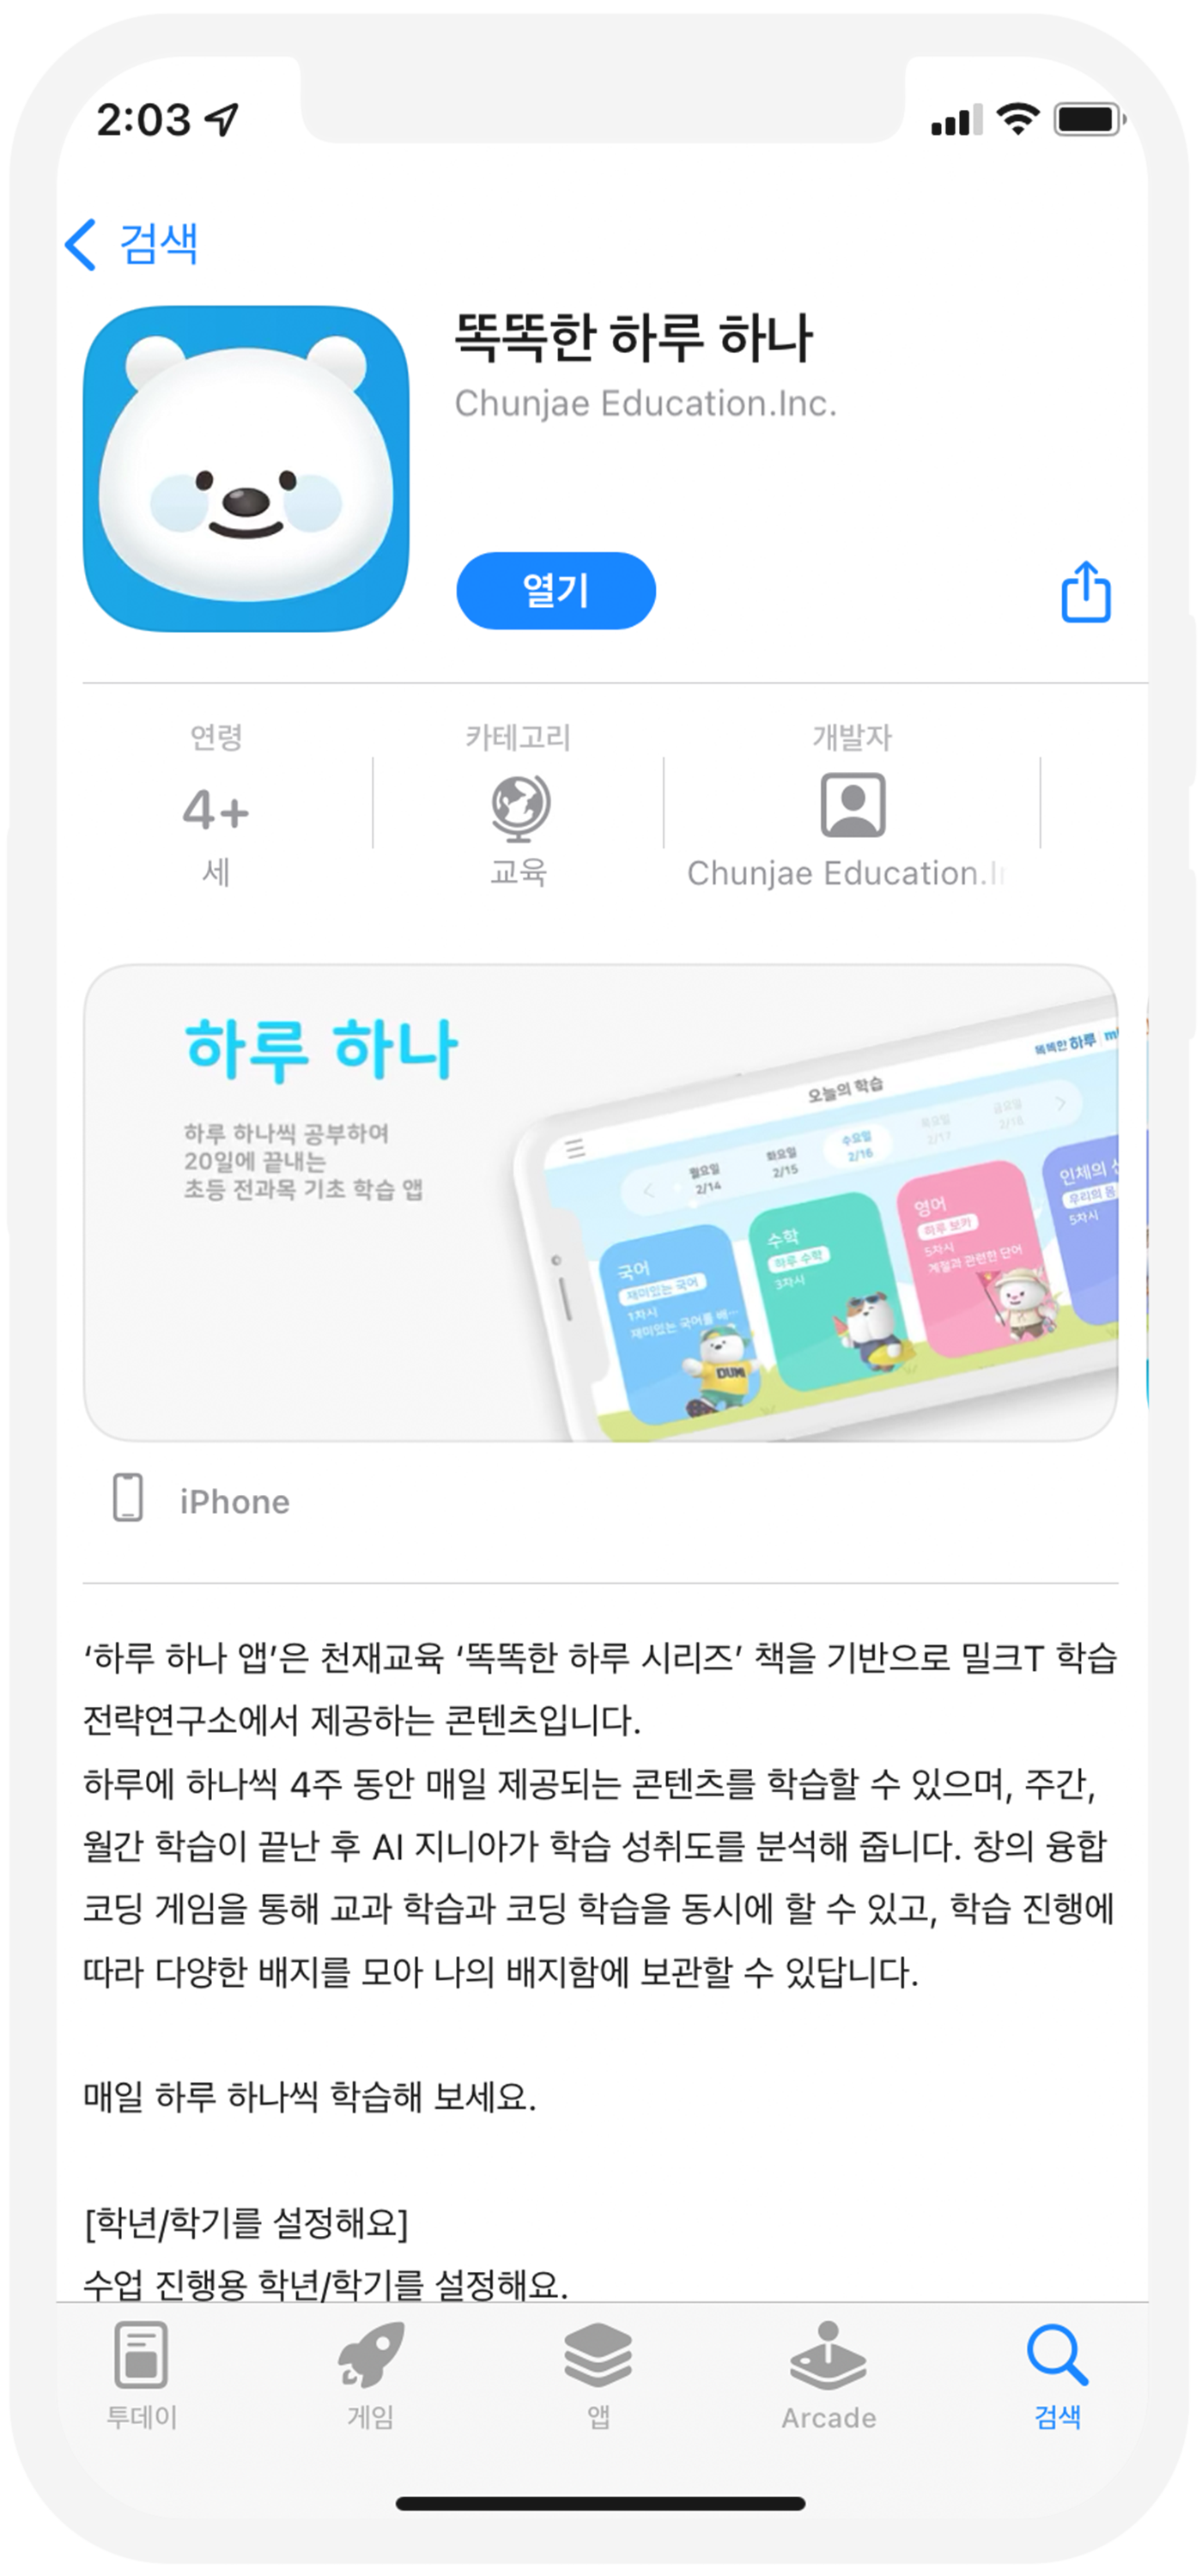 2:03
검색
똑똑한 하루 하나
Chunjae Education.Inc.
열기
연령
4+
세
카테고리
교육
개발자
Chunjae Education.
하루 하나
하루 하나씩 공부하여
20일에 끝내는
초등 전과목 기초 학습 앱
똑똑한 하루
오늘의 학습
월요일
2/14
화요일
2/15
수요일
2/16
목요일
2/17
금요일
2/18
국어
재미있는 국어
1차시
재미있는 국어를 배…
DUMI
수학
하루 수학
3차시
영어
하루 보카
5차시
계절과 관련한 단어
인체의
우리의 몸
5차시
iPhone
‘하루 하나 앱’은 천재교육 ‘똑똑한 하루 시리즈’ 책을 기반으로 밀크T 학습
전략연구소에서 제공하는 콘텐츠입니다.
하루에 하나씩 4주 동안 매일 제공되는 콘텐츠를 학습할 수 있으며, 주간,
월간 학습이 끝난 후 AI 지니아가 학습 성취도를 분석해 줍니다. 창의 융합
코딩 게임을 통해 교과 학습과 코딩 학습을 동시에 할 수 있고, 학습 진행에
따라 다양한 배지를 모아 나의 배지함에 보관할 수 있답니다.
매일 하루 하나씩 학습해 보세요.
[학년/학기를 설정해요]
수업 진행용 학년/학기를 설정해요.
투데이
게임
앱
Arcade
검색